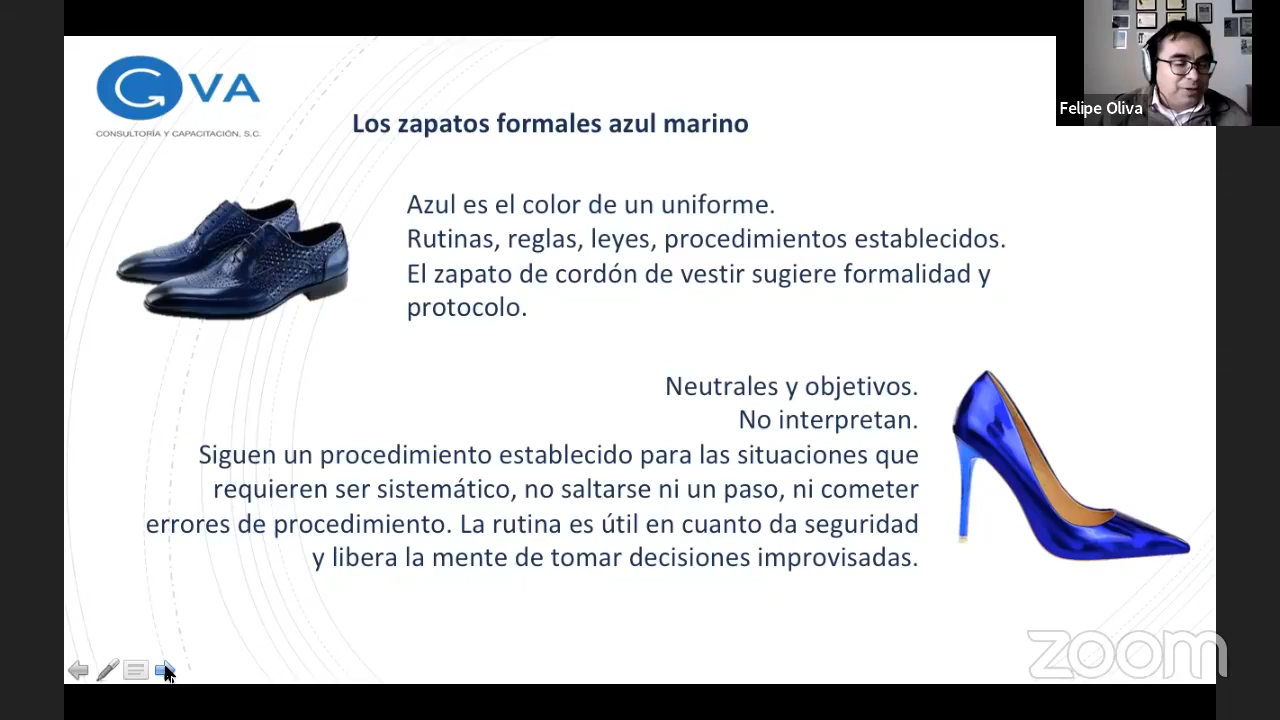 GVA
CONSULTORÍA Y CAPACITACIÓN, S.C.
Los zapatos formales azul marino
Felipe Oliva
Azul es el color de un uniforme.
Rutinas, reglas, leyes, procedimientos establecidos.
El zapato de cordón de vestir sugiere formalidad y
protocolo.
Neutrales y objetivos.
No interpretan.
Siguen un procedimiento establecido para las situaciones que
requieren ser sistemático, no saltarse ni un paso, ni cometer
errores de procedimiento. La rutina es útil en cuanto da seguridad
y libera la mente de tomar decisiones improvisadas.
zoom